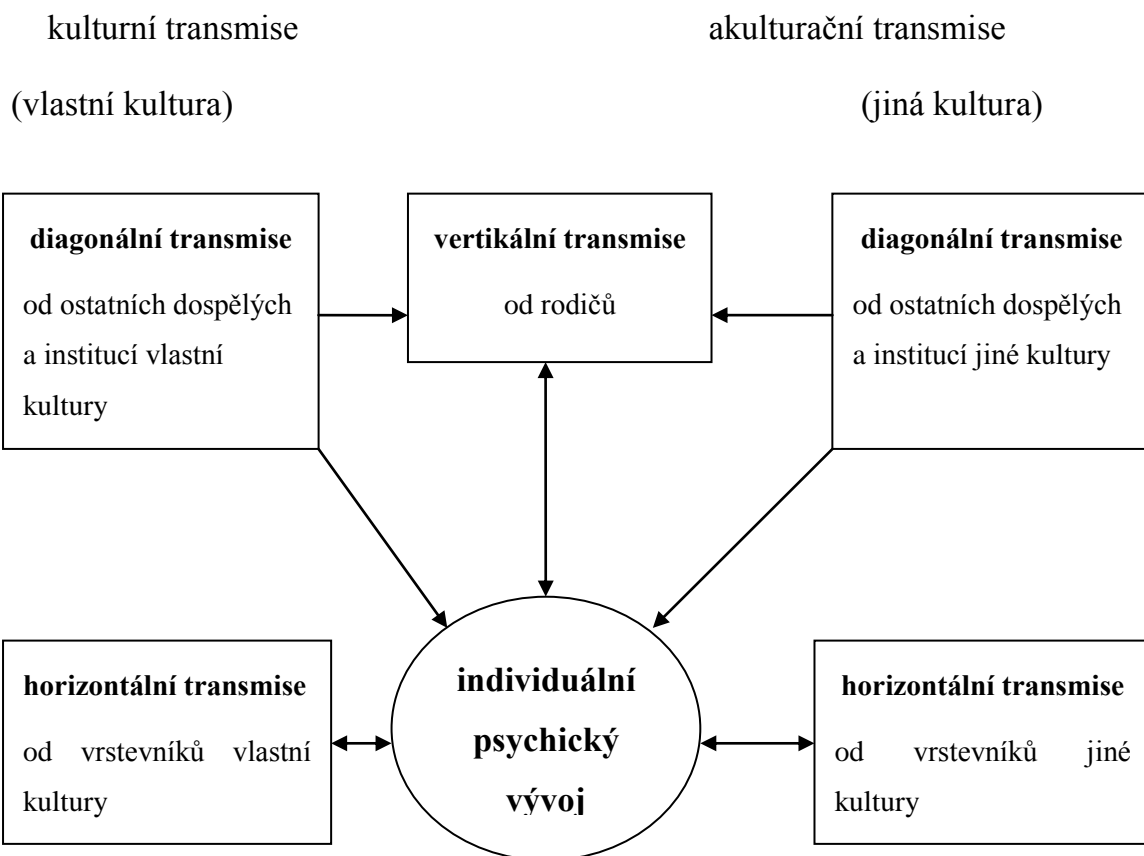 kulturní transmise
akulturační transmise
(vlastní kultura)
(jiná kultura)
diagonální transmise
od ostatních dospělých
a institucí vlastní
kultury
vertikální transmise
od rodičů
diagonální transmise
od ostatních dospělých
a institucí jiné kultury
horizontální transmise
od vrstevníků vlastní
kultury
individuální
psychický
vývoj
horizontální transmise
od vrstevníků jiné
kultury